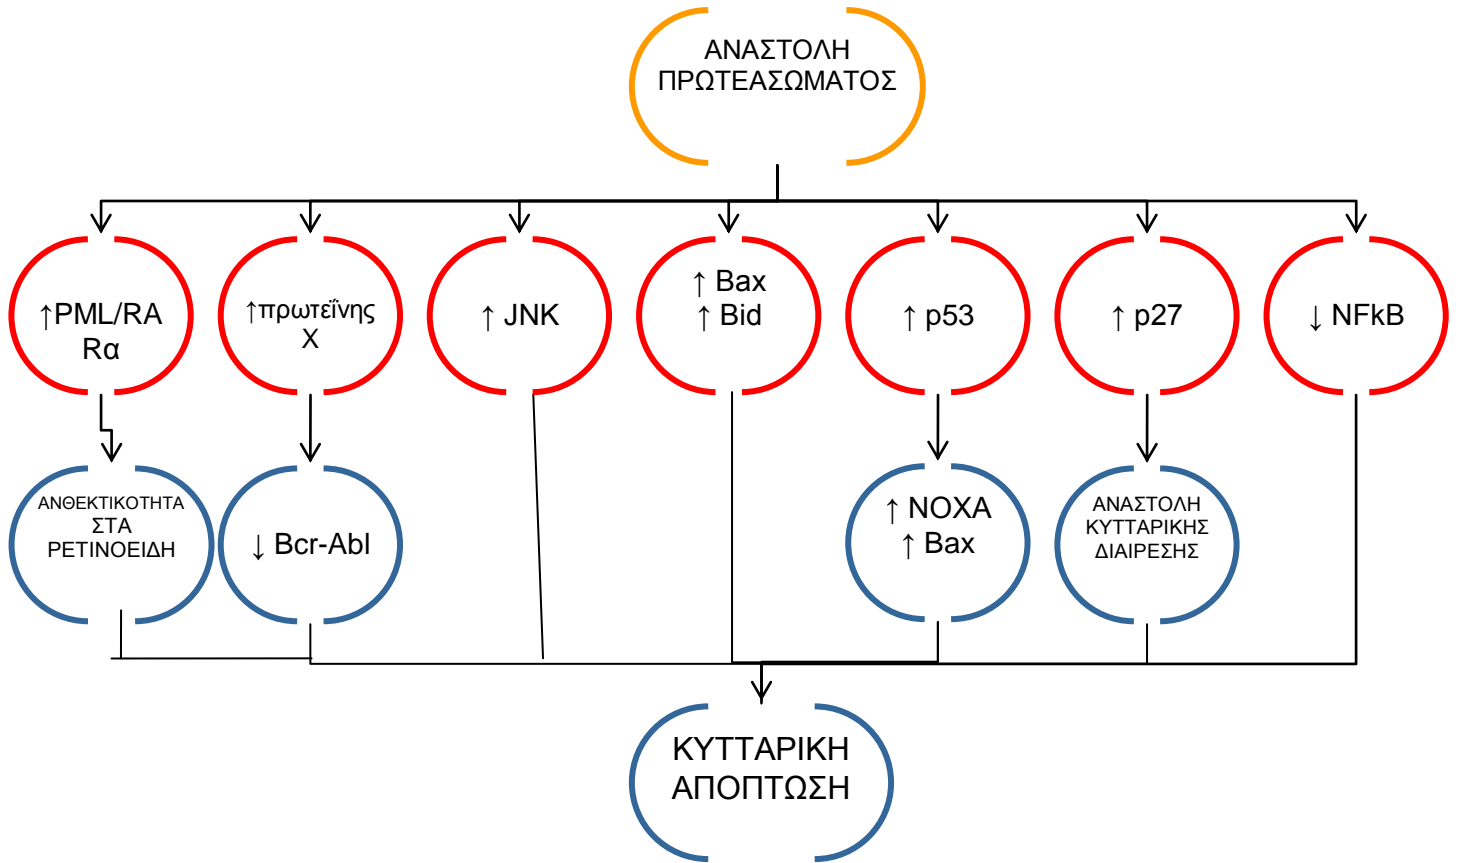 ΑΝΑΣΤΟΛΗ
ΠΡΩΤΕΑΣΩΜΑΤΟΣ
↑PML/RA
Rα
↑πρωτεΐνης
Χ
↑ JNK
↑ Bax
↑ Bid
↑ p53
↑ p27
↓ NFkB
ΑΝΘΕΚΤΙΚΟΤΗΤΑ
ΣΤΑ
ΡΕΤΙΝΟΕΙΔΗ
↓ Bcr-Abl
↑ NOXA
↑ Bax
ΑΝΑΣΤΟΛΗ
ΚΥΤΤΑΡΙΚΗΣ
ΔΙΑΙΡΕΣΗΣ
ΚΥΤΤΑΡΙΚΗ
ΑΠΟΠΤΩΣΗ